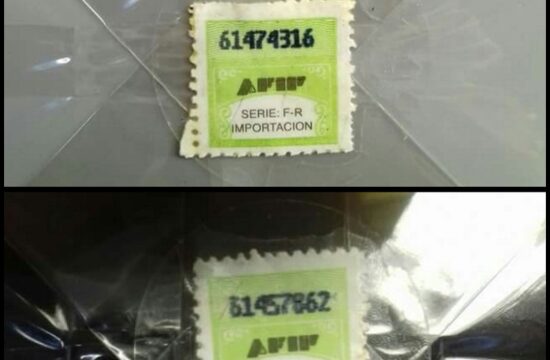 61474316
AFIP
SERIE: F-R
IMPORTACION
61457862
AFIP